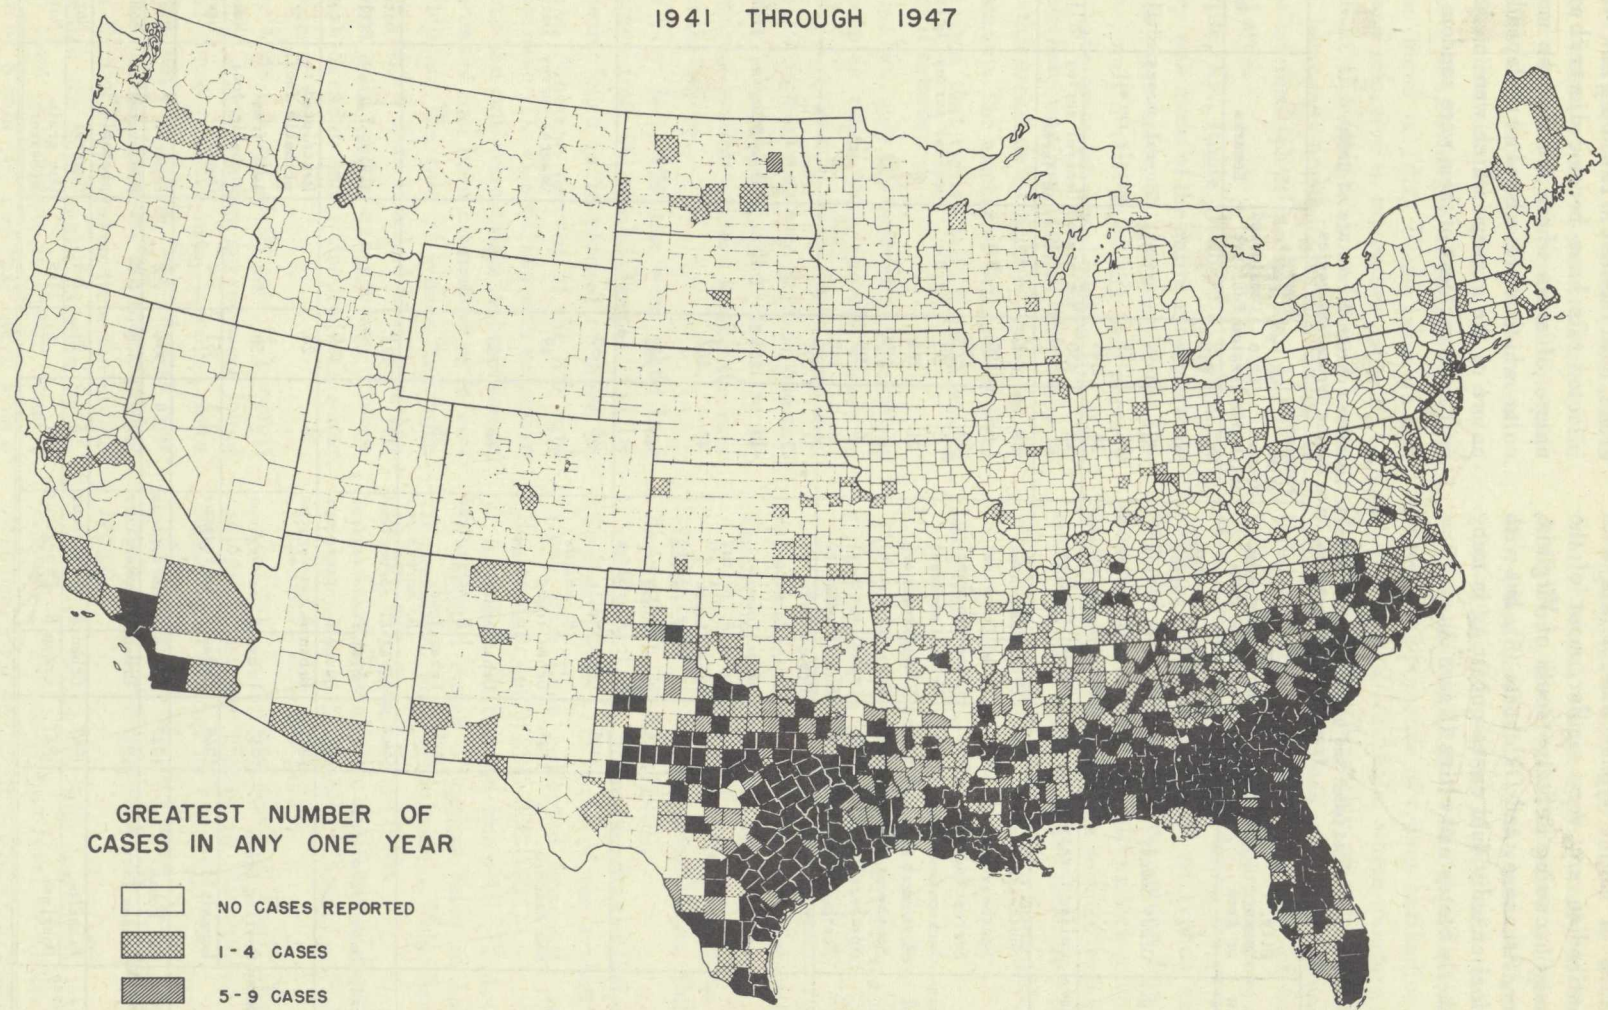 1941 THROUGH 1947
GREATEST NUMBER OF
CASES IN ANY ONE YEAR
NO CASES REPORTED
1-4 CASES
5-9 CASES